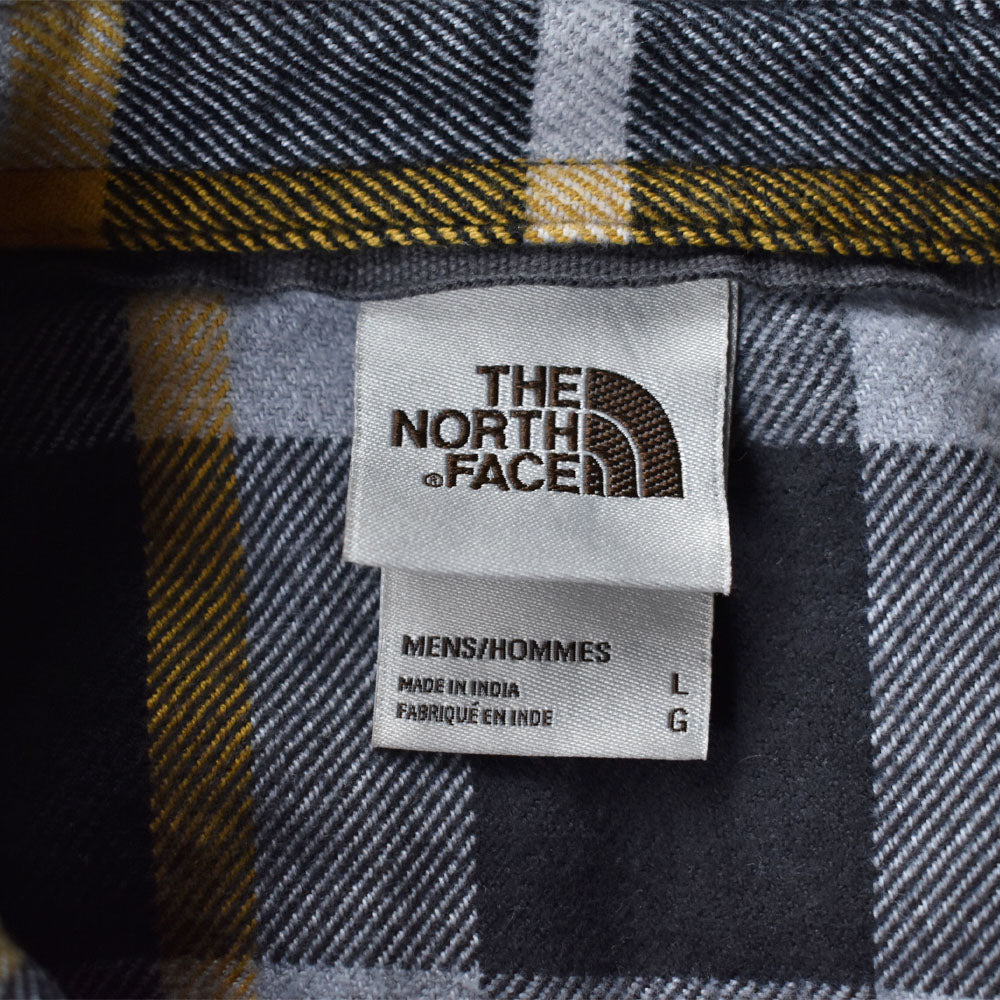 THE
NORTH
® FACE
MENS/HOMMES
MADE IN INDIA L
FABRIQUÉ EN INDE G